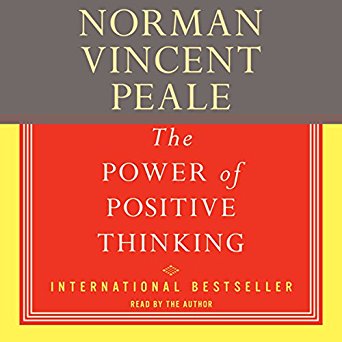 NORMAN
VINCENT
PEALE
The
POWER of
POSITIVE
THINKING
INTERNATIONAL BESTSELLER
READ BY THE AUTHOR